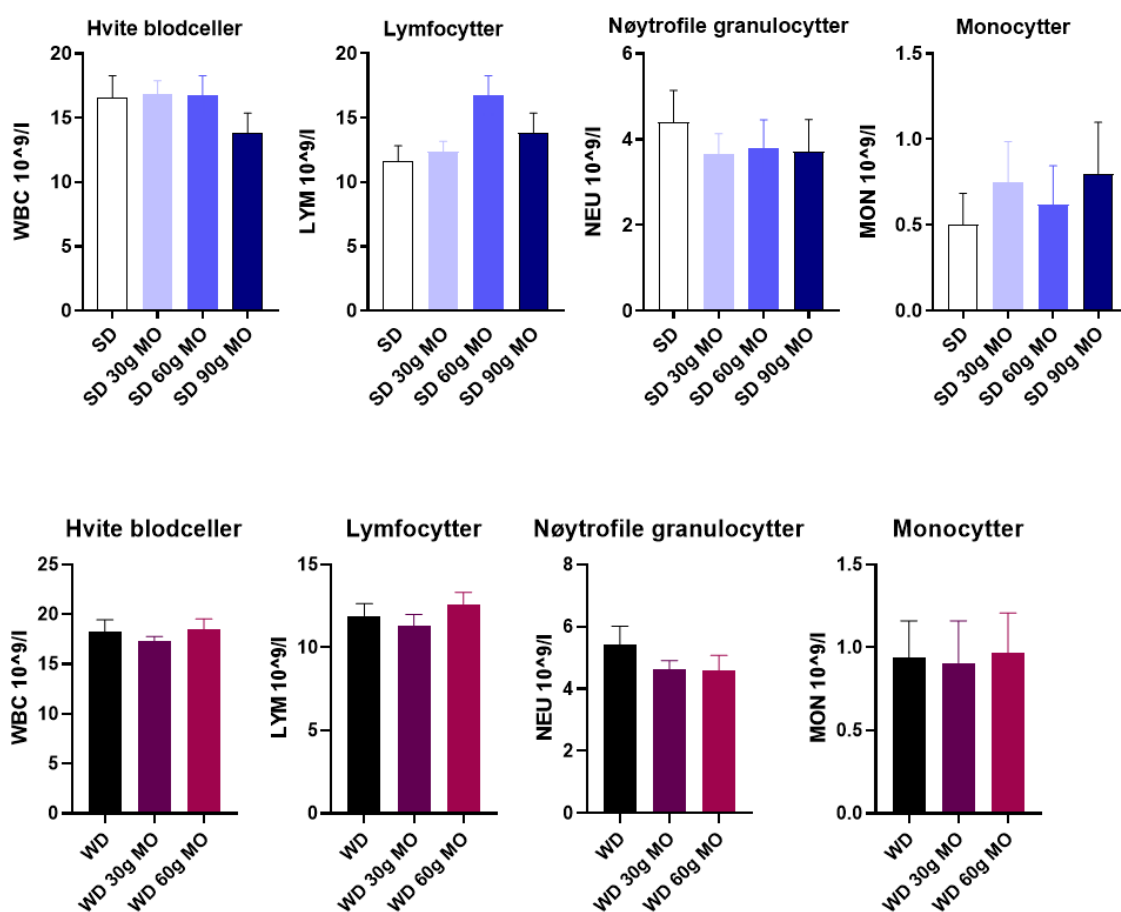 Hvite blodceller
WBC 10^9/l
20
15
10
5
0
SD
SD 30g MO
SD 60g MO
SD 90g MO
Lymfocytter
LYM 10^9/l
20
15
10
5
0
SD
SD 30g MO
SD 60g MO
SD 90g MO
Nøytrofile granulocytter
NEU 10^9/l
6
4
2
0
SD
SD 30g MO
SD 60g MO
SD 90g MO
Monocytter
MON 10^9/l
1.5
1.0
0.5
0.0
SD
SD 30g MO
SD 60g MO
SD 90g MO
Hvite blodceller
WBC 10^9/l
25
20
15
10
5
0
WD
WD 30g MO
WD 60g MO
Lymfocytter
LYM 10^9/l
15
10
5
0
WD
WD 30g MO
WD 60g MO
Nøytrofile granulocytter
NEU 10^9/l
8
6
4
2
0
WD
WD 30g MO
WD 60g MO
Monocytter
MON 10^9/l
1.5
1.0
0.5
0.0
WD
WD 30g MO
WD 60g MO